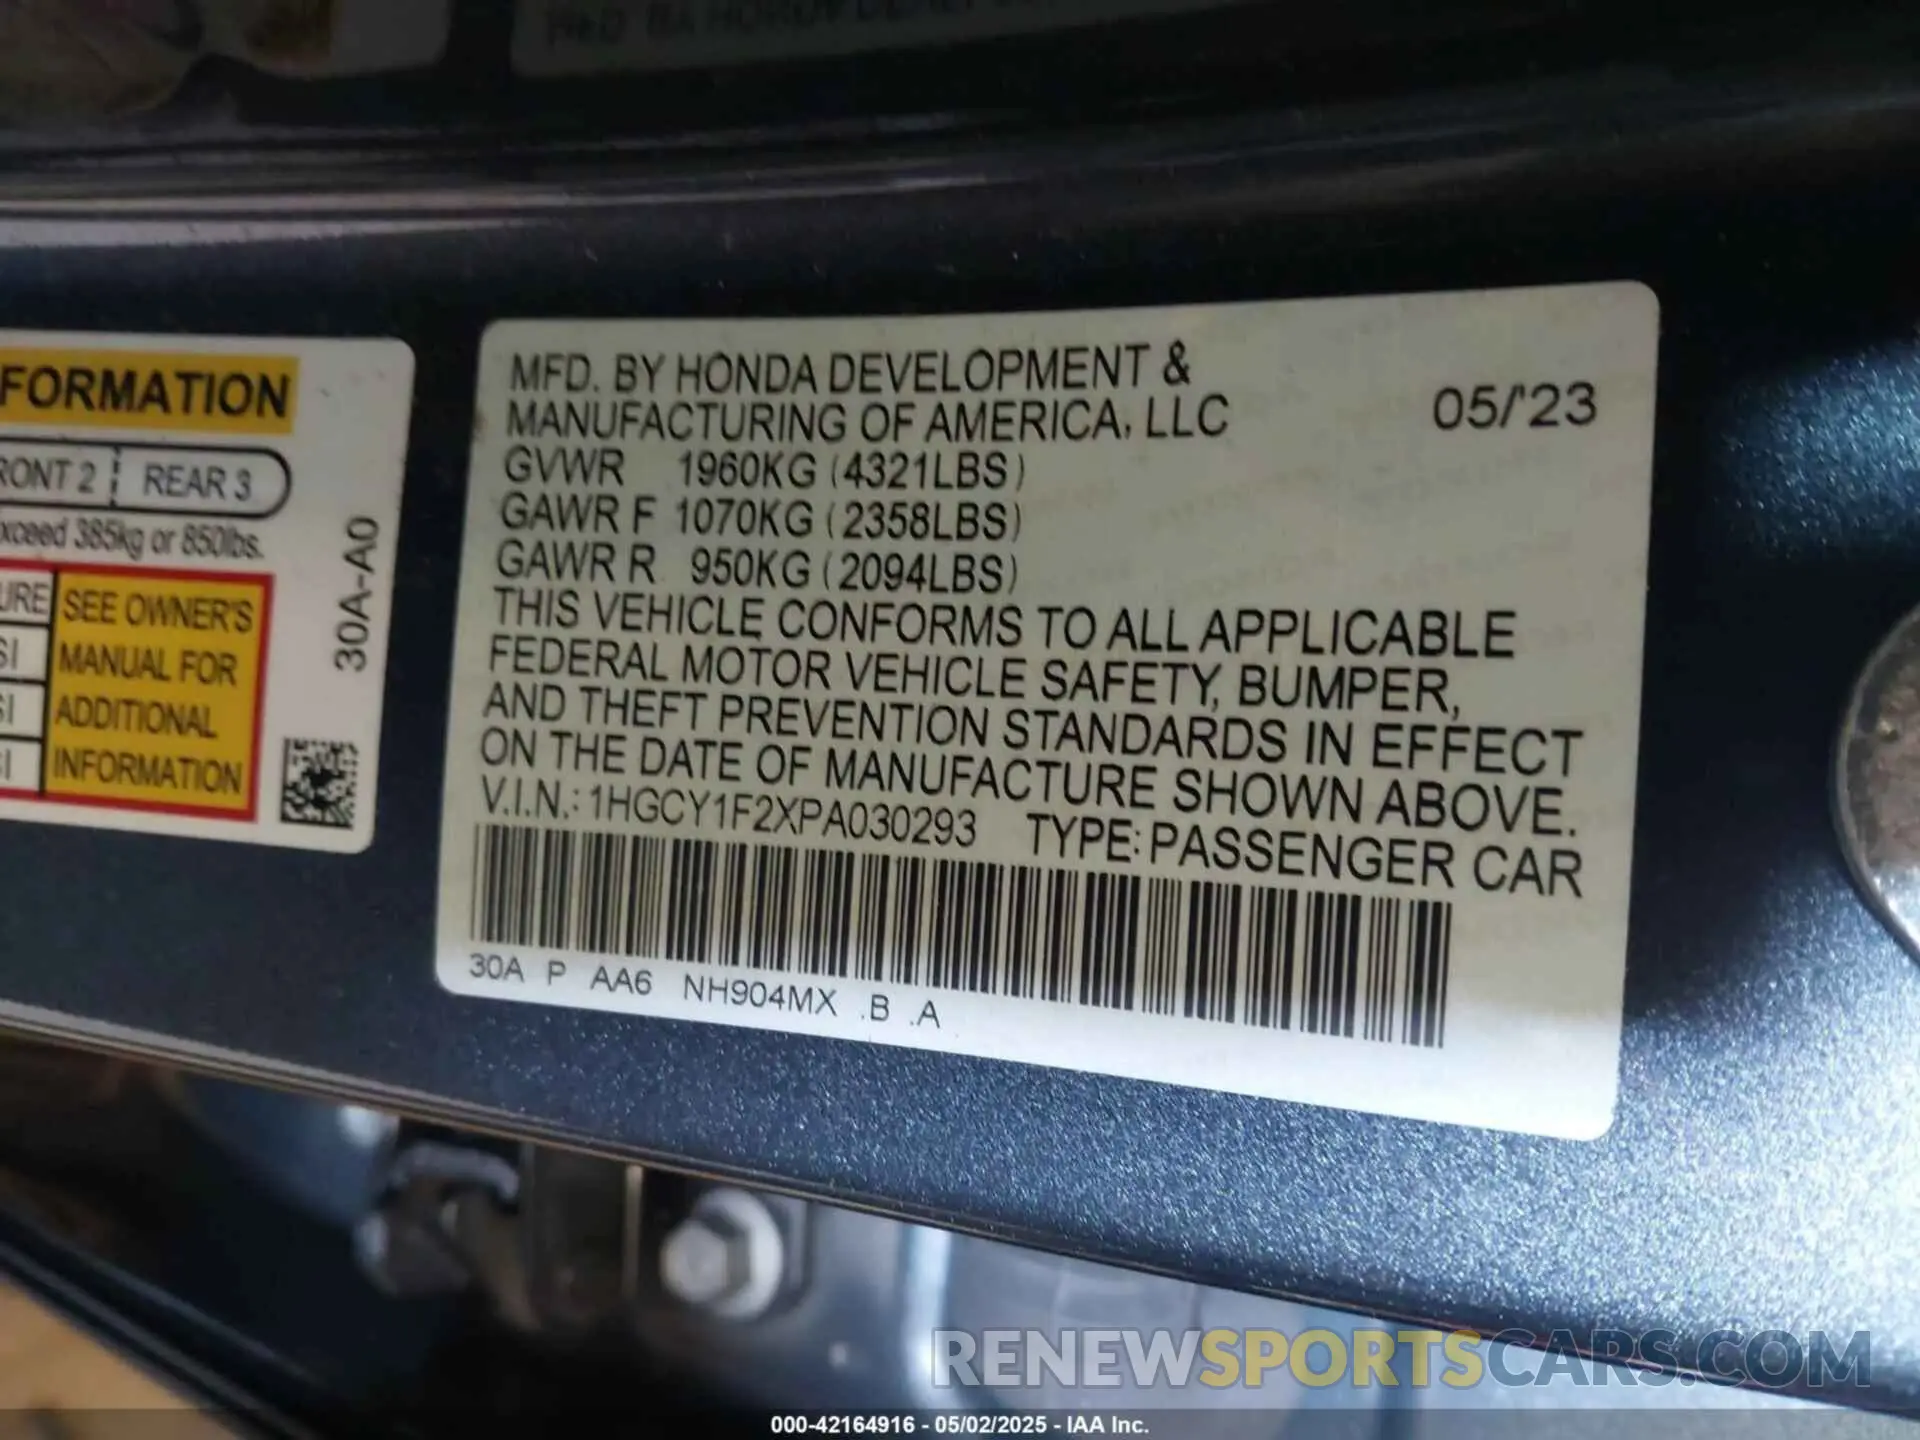 FORMATION
RONT 2 REAR 3
xceed 385kg or 850lbs.
URE
SI
SI
SEE OWNER'S
MANUAL FOR
ADDITIONAL
INFORMATION
30A-A0
MFD. BY HONDA DEVELOPMENT &
MANUFACTURING OF AMERICA, LLC 05/'23
GVWR 1960KG (4321LBS)
GAWR F 1070KG (2358LBS)
GAWR R 950KG (2094LBS)
THIS VEHICLE CONFORMS TO ALL APPLICABLE
FEDERAL MOTOR VEHICLE SAFETY, BUMPER,
AND THEFT PREVENTION STANDARDS IN EFFECT
ON THE DATE OF MANUFACTURE SHOWN ABOVE.
V.I.N.: 1HGCY1F2XPA030293 TYPE: PASSENGER CAR
30A P AA6 NH904MX .B .A
RENEWSPORTSCARS.COM
000-42164916 - 05/02/2025 - IAA Inc.